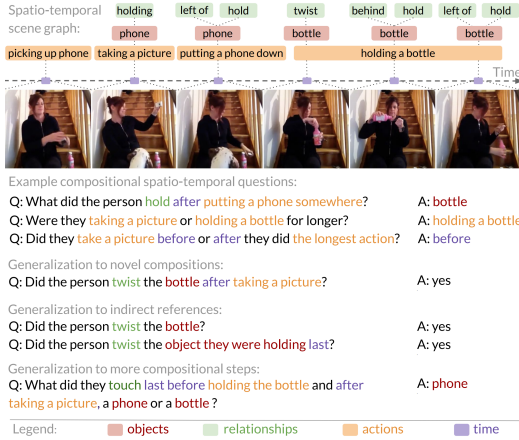 Spatio-temporal
scene graph:
holding left of hold twist behind hold left of hold
phone phone bottle bottle bottle
picking up phone taking a picture putting a phone down holding a bottle
Time
Example compositional spatio-temporal questions:
Q: What did the person hold after putting a phone somewhere? A: bottle
Q: Were they taking a picture or holding a bottle for longer? A: holding a bottle
Q: Did they take a picture before or after they did the longest action? A: before
Generalization to novel compositions:
Q: Did the person twist the bottle after taking a picture? A: yes
Generalization to indirect references:
Q: Did the person twist the bottle? A: yes
Q: Did the person twist the object they were holding last? A: yes
Generalization to more compositional steps:
Q: What did they touch last before holding the bottle and after A: phone
taking a picture, a phone or a bottle ?
Legend: objects relationships actions time